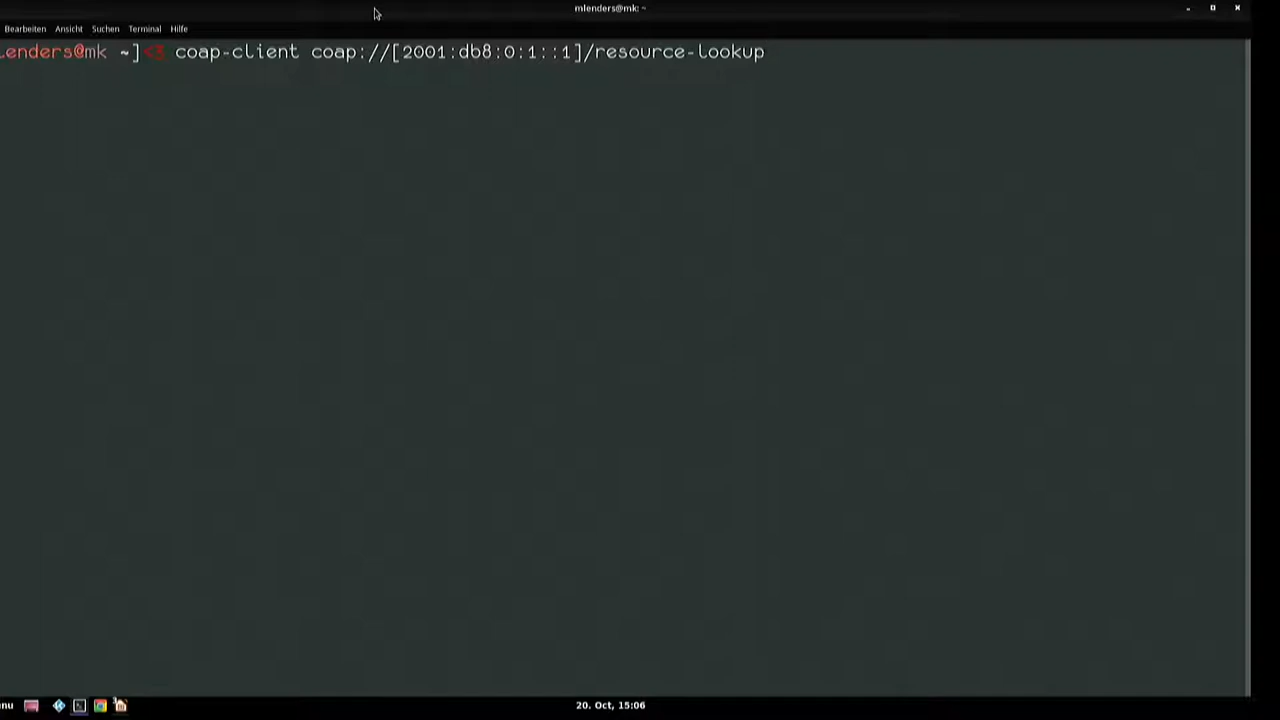 mlenders@mk: ~
Bearbeiten Ansicht Suchen Terminal Hilfe
lenders@mk ~]<3 coap-client coap://[2001:db8:0:1::1]/resource-lookup
nu
20. Oct, 15:06